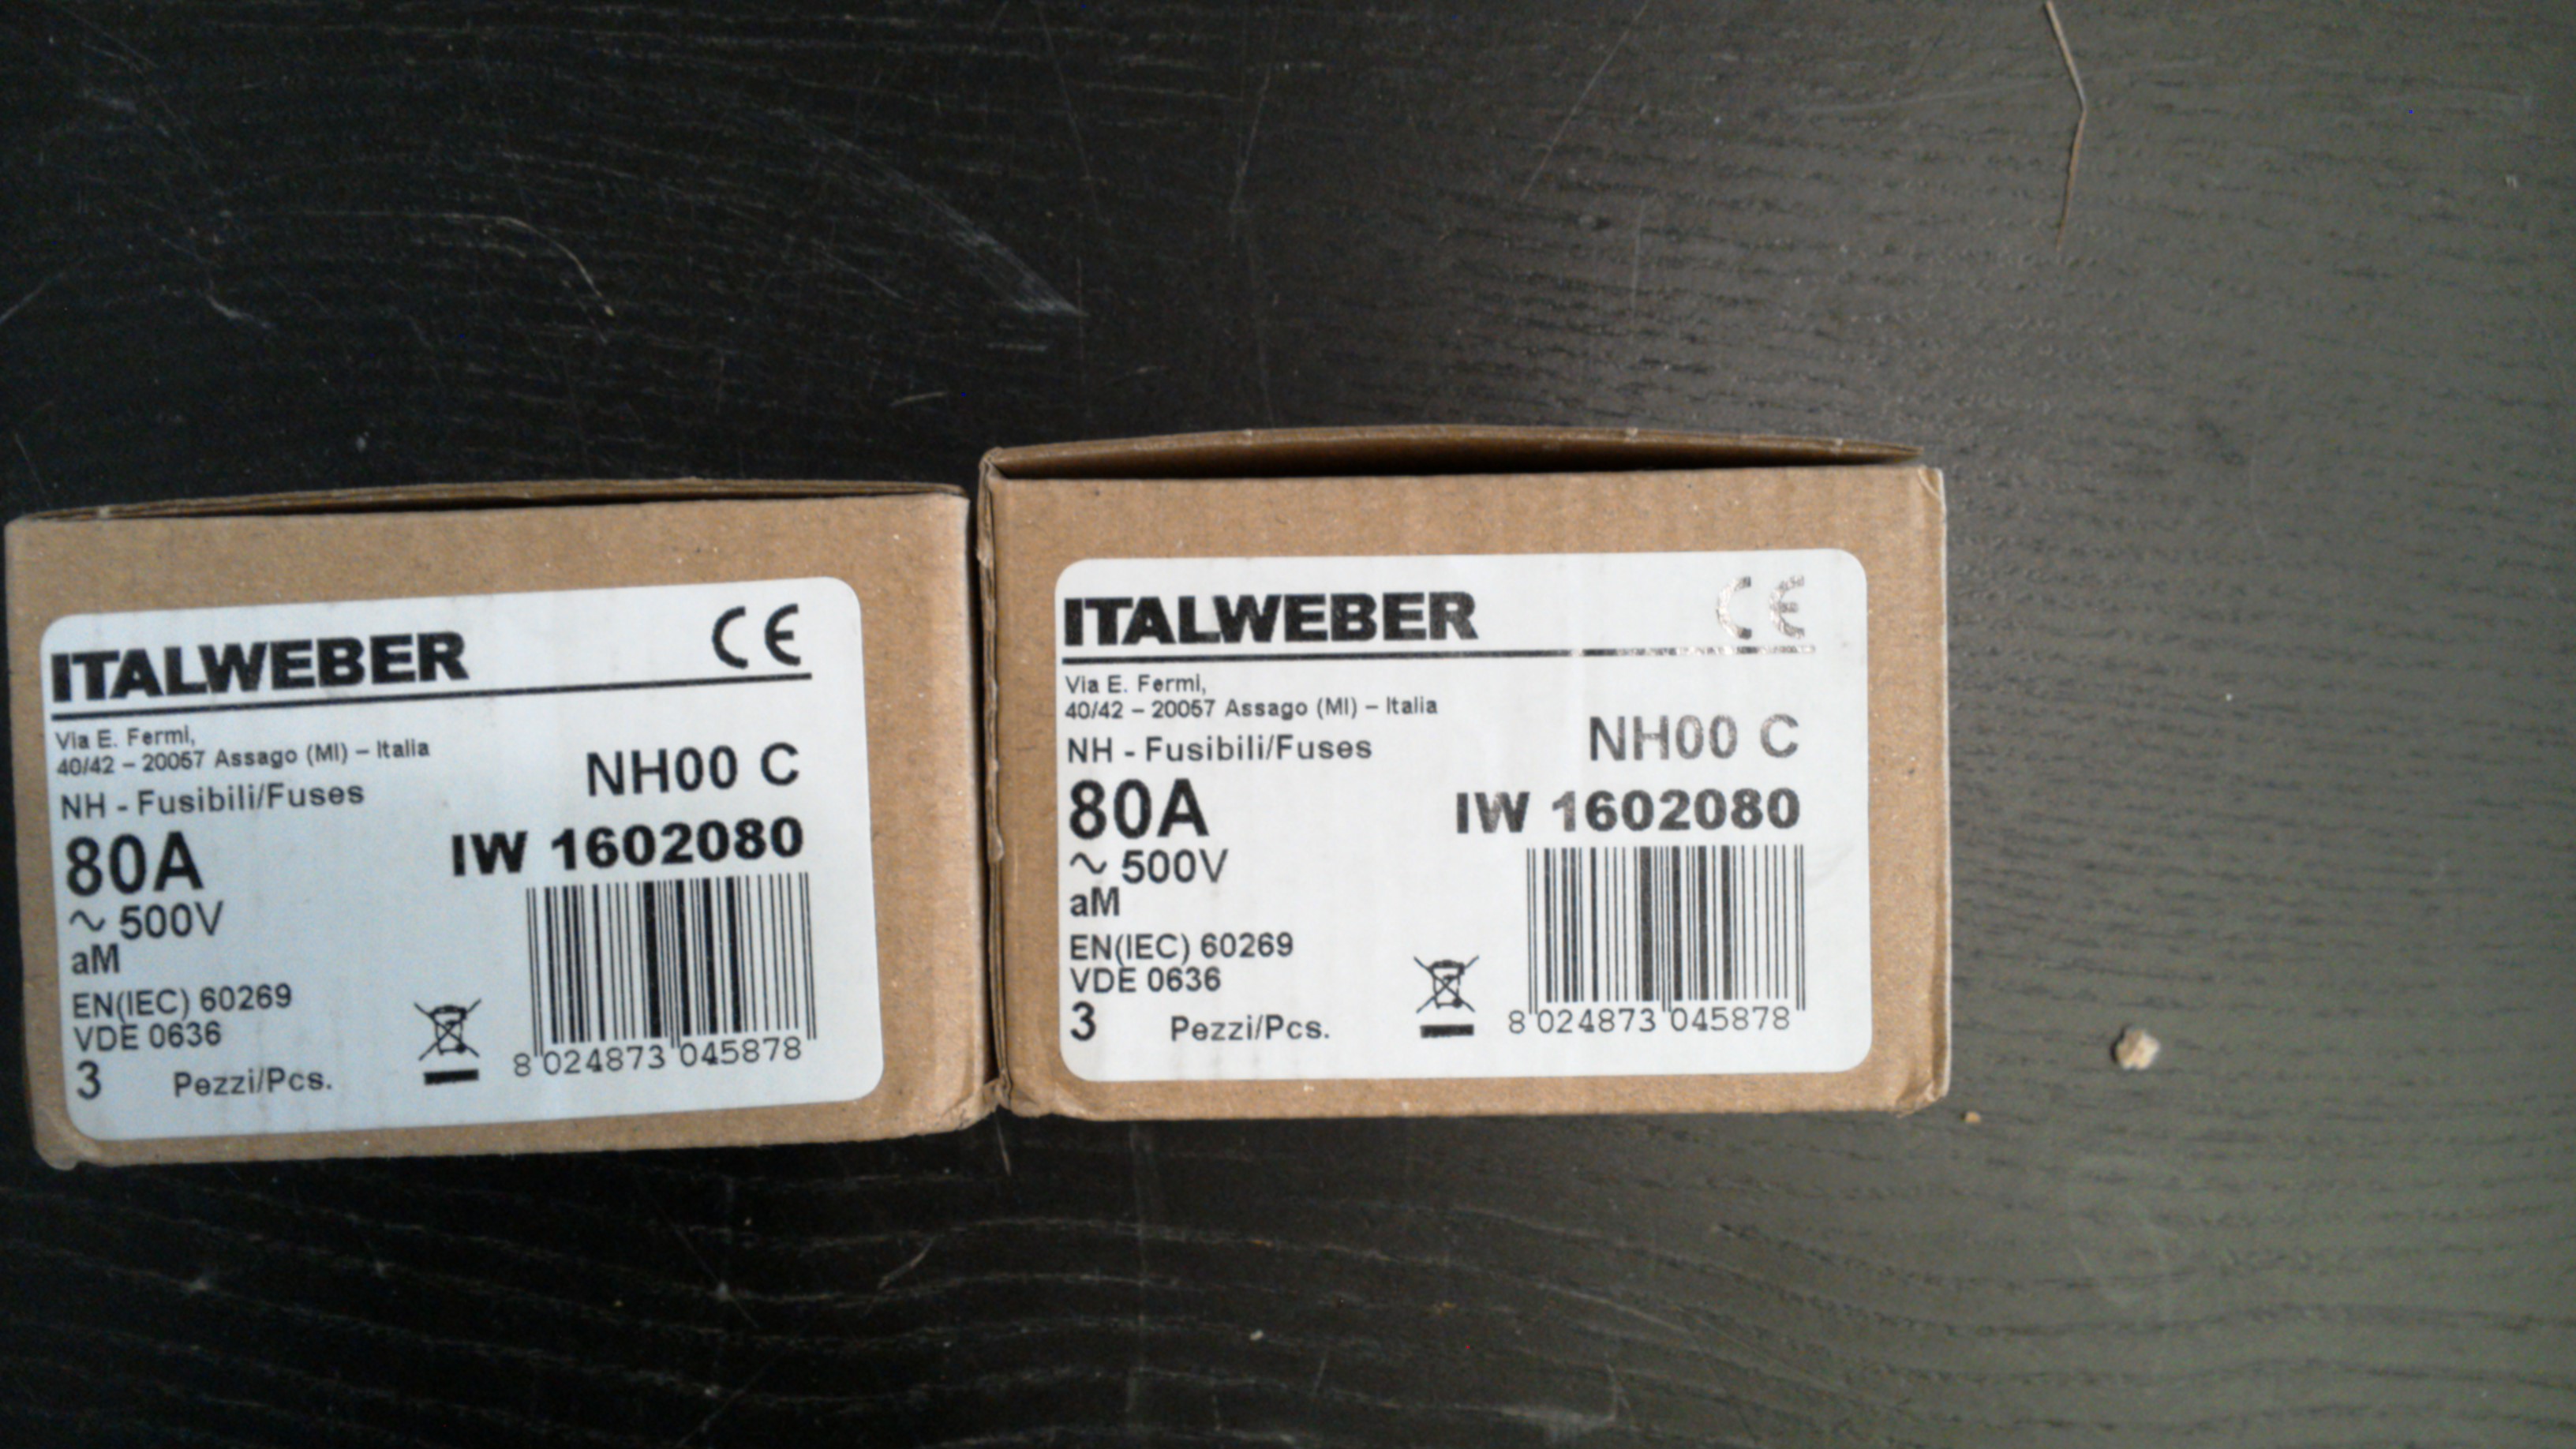 ITALWEBER CE
Via E. Fermi,
40/42 – 20057 Assago (MI) – Italia
NH - Fusibili/Fuses
NH00 C
80A
IW 1602080
~ 500V
aM
EN(IEC) 60269
VDE 0636
3 Pezzi/Pcs.
8 024873 045878
ITALWEBER CE
Via E. Fermi,
40/42 – 20057 Assago (MI) – Italia
NH - Fusibili/Fuses
NH00 C
80A
IW 1602080
~ 500V
aM
EN(IEC) 60269
VDE 0636
3 Pezzi/Pcs.
8 024873 045878